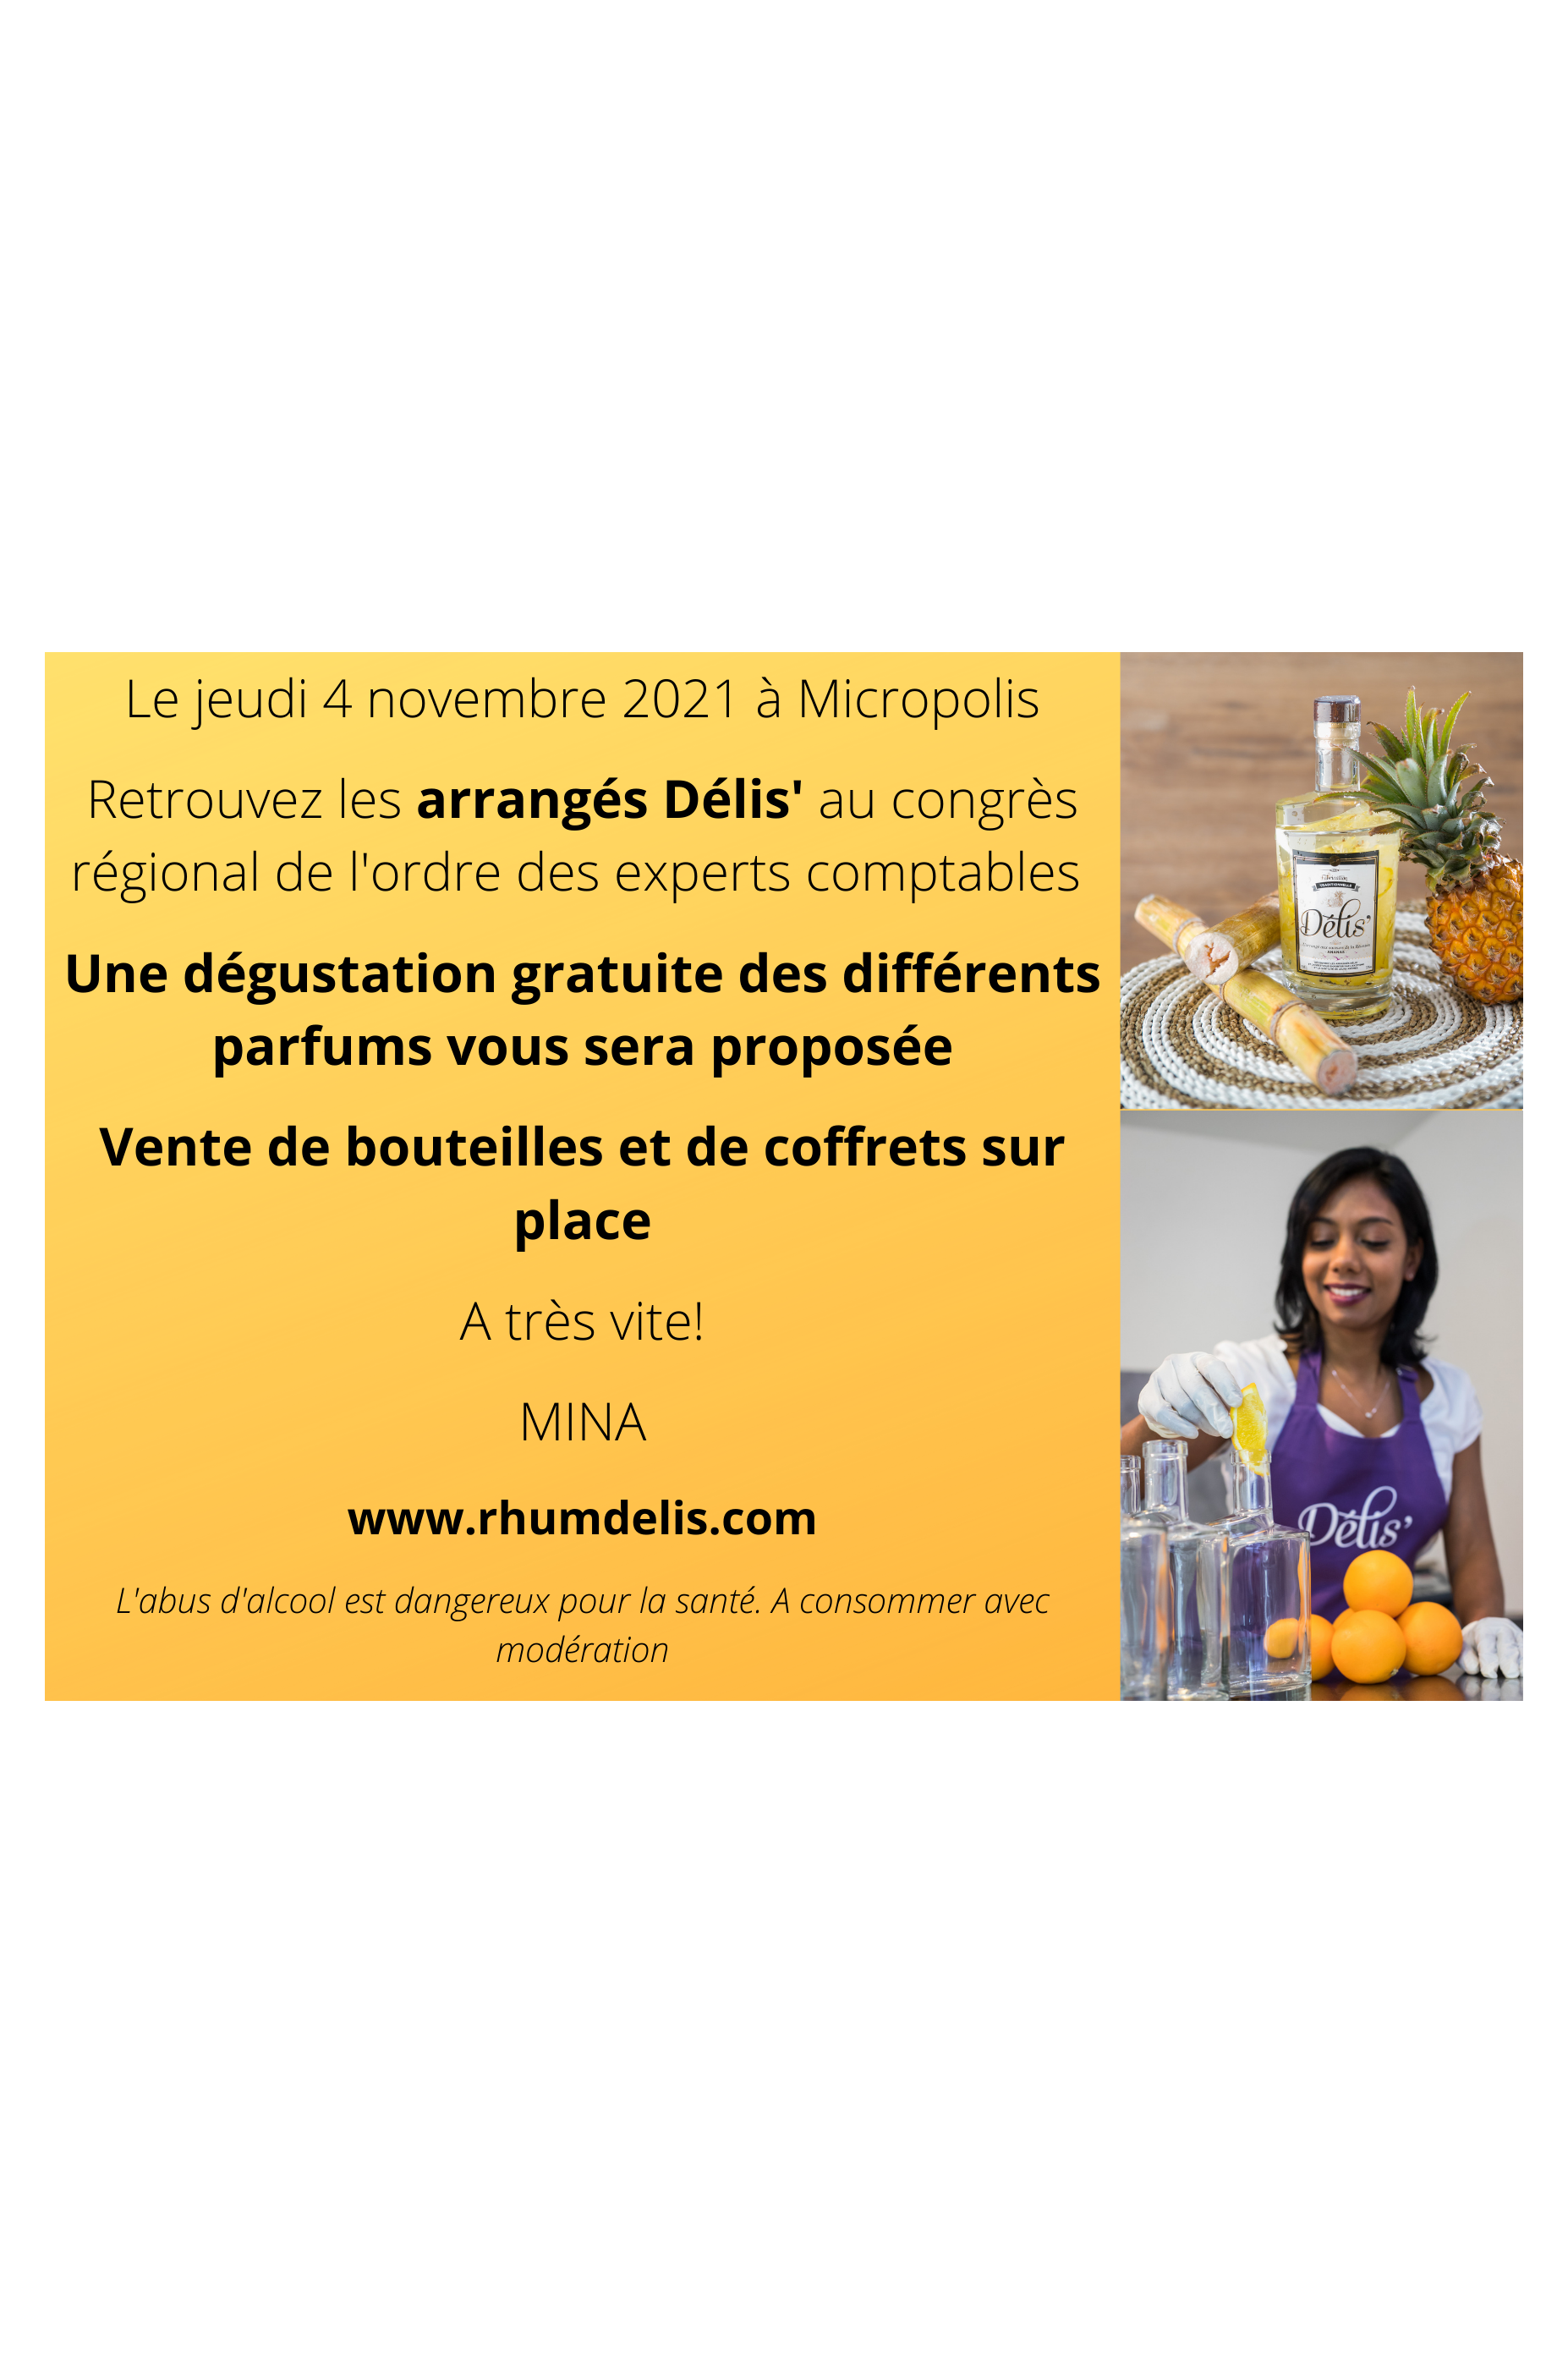 Le jeudi 4 novembre 2021 à Micropolis
Retrouvez les arrangés Délis' au congrès
régional de l'ordre des experts comptables
Une dégustation gratuite des différents
parfums vous sera proposée
Vente de bouteilles et de coffrets sur
place
A très vite!
MINA
www.rhumdelis.com
L'abus d'alcool est dangereux pour la santé. A consommer avec
modération
TRADITIONNELLE
Délis'
Délis'